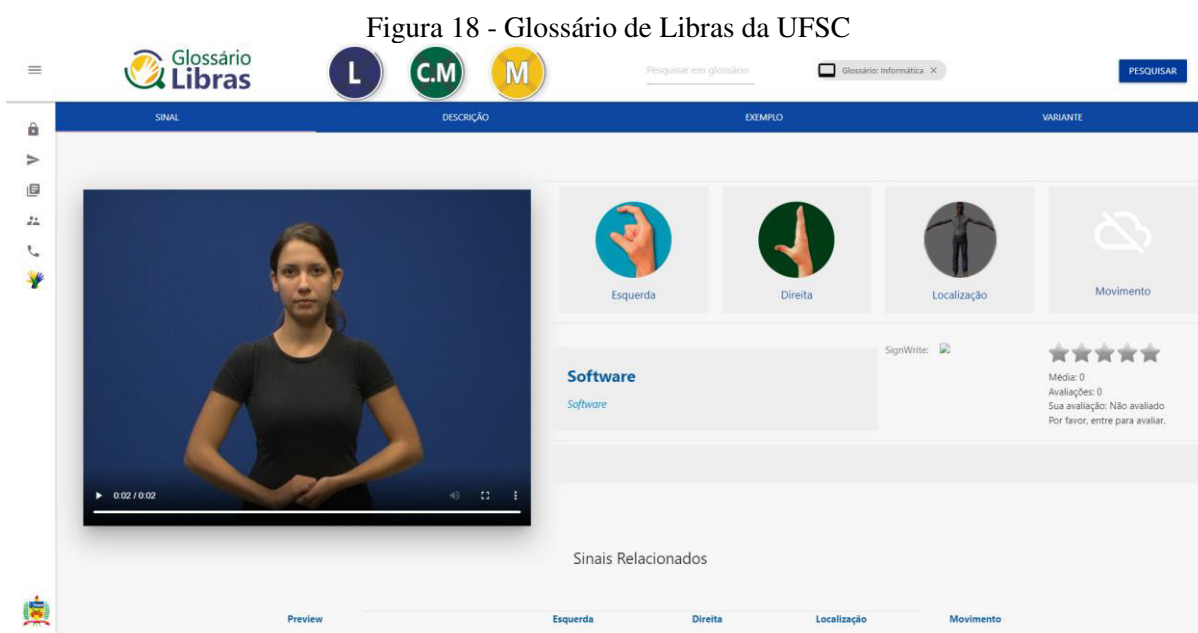 Figura 18 - Glossário de Libras da UFSC
Glossário
Libras
L
C.M
M
Pesquisar em glossário
Glossário: Informática ×
PESQUISAR
SINAL
DESCRIÇÃO
EXEMPLO
VARIANTE
Esquerda
Direita
Localização
Movimento
Software
Software
SignWrite:
Média: 0
Avaliações: 0
Sua avaliação: Não avaliado
Por favor, entre para avaliar.
0:02 / 0:02
Sinais Relacionados
Preview
Esquerda
Direita
Localização
Movimento